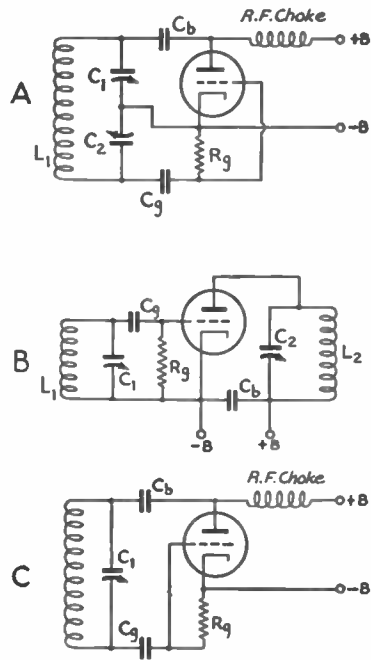 R.F. Choke
Cb
+B
A
C1
C2
-B
L1
Rg
Cg
Cg
B
C1
Rg
C2
L2
L1
Cb
-B
+B
R.F. Choke
Cb
+B
C
C1
-B
Cg
Rg